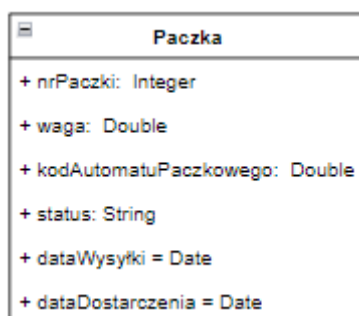 Paczka
+ nrPaczki: Integer
+ waga: Double
+ kodAutomatuPaczkowego: Double
+ status: String
+ dataWysyłki = Date
+ dataDostarczenia = Date